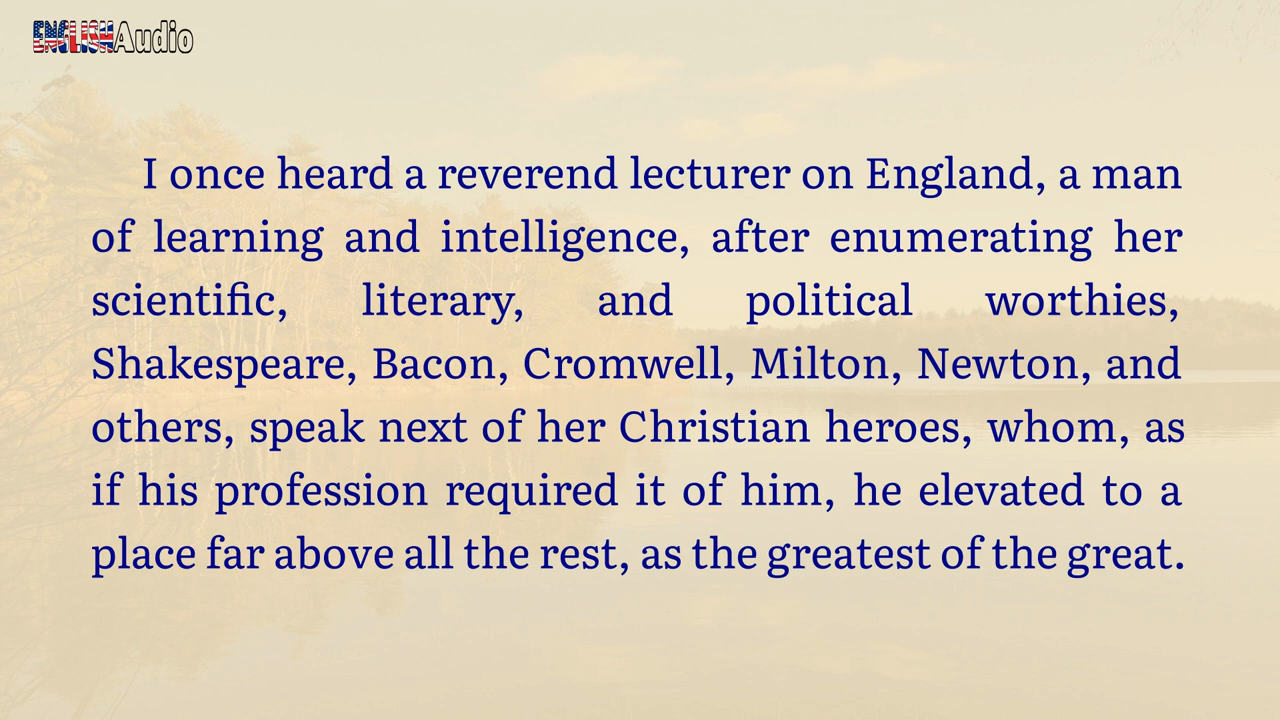 ENGLISHAudio
I once heard a reverend lecturer on England, a man
of learning and intelligence, after enumerating her
scientific, literary, and political worthies,
Shakespeare, Bacon, Cromwell, Milton, Newton, and
others, speak next of her Christian heroes, whom, as
if his profession required it of him, he elevated to a
place far above all the rest, as the greatest of the great.